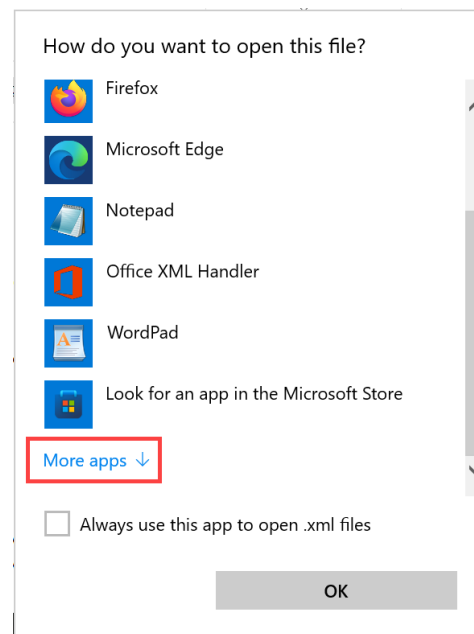 How do you want to open this file?
Firefox
Microsoft Edge
Notepad
Office XML Handler
WordPad
Look for an app in the Microsoft Store
More apps ↓
Always use this app to open .xml files
OK